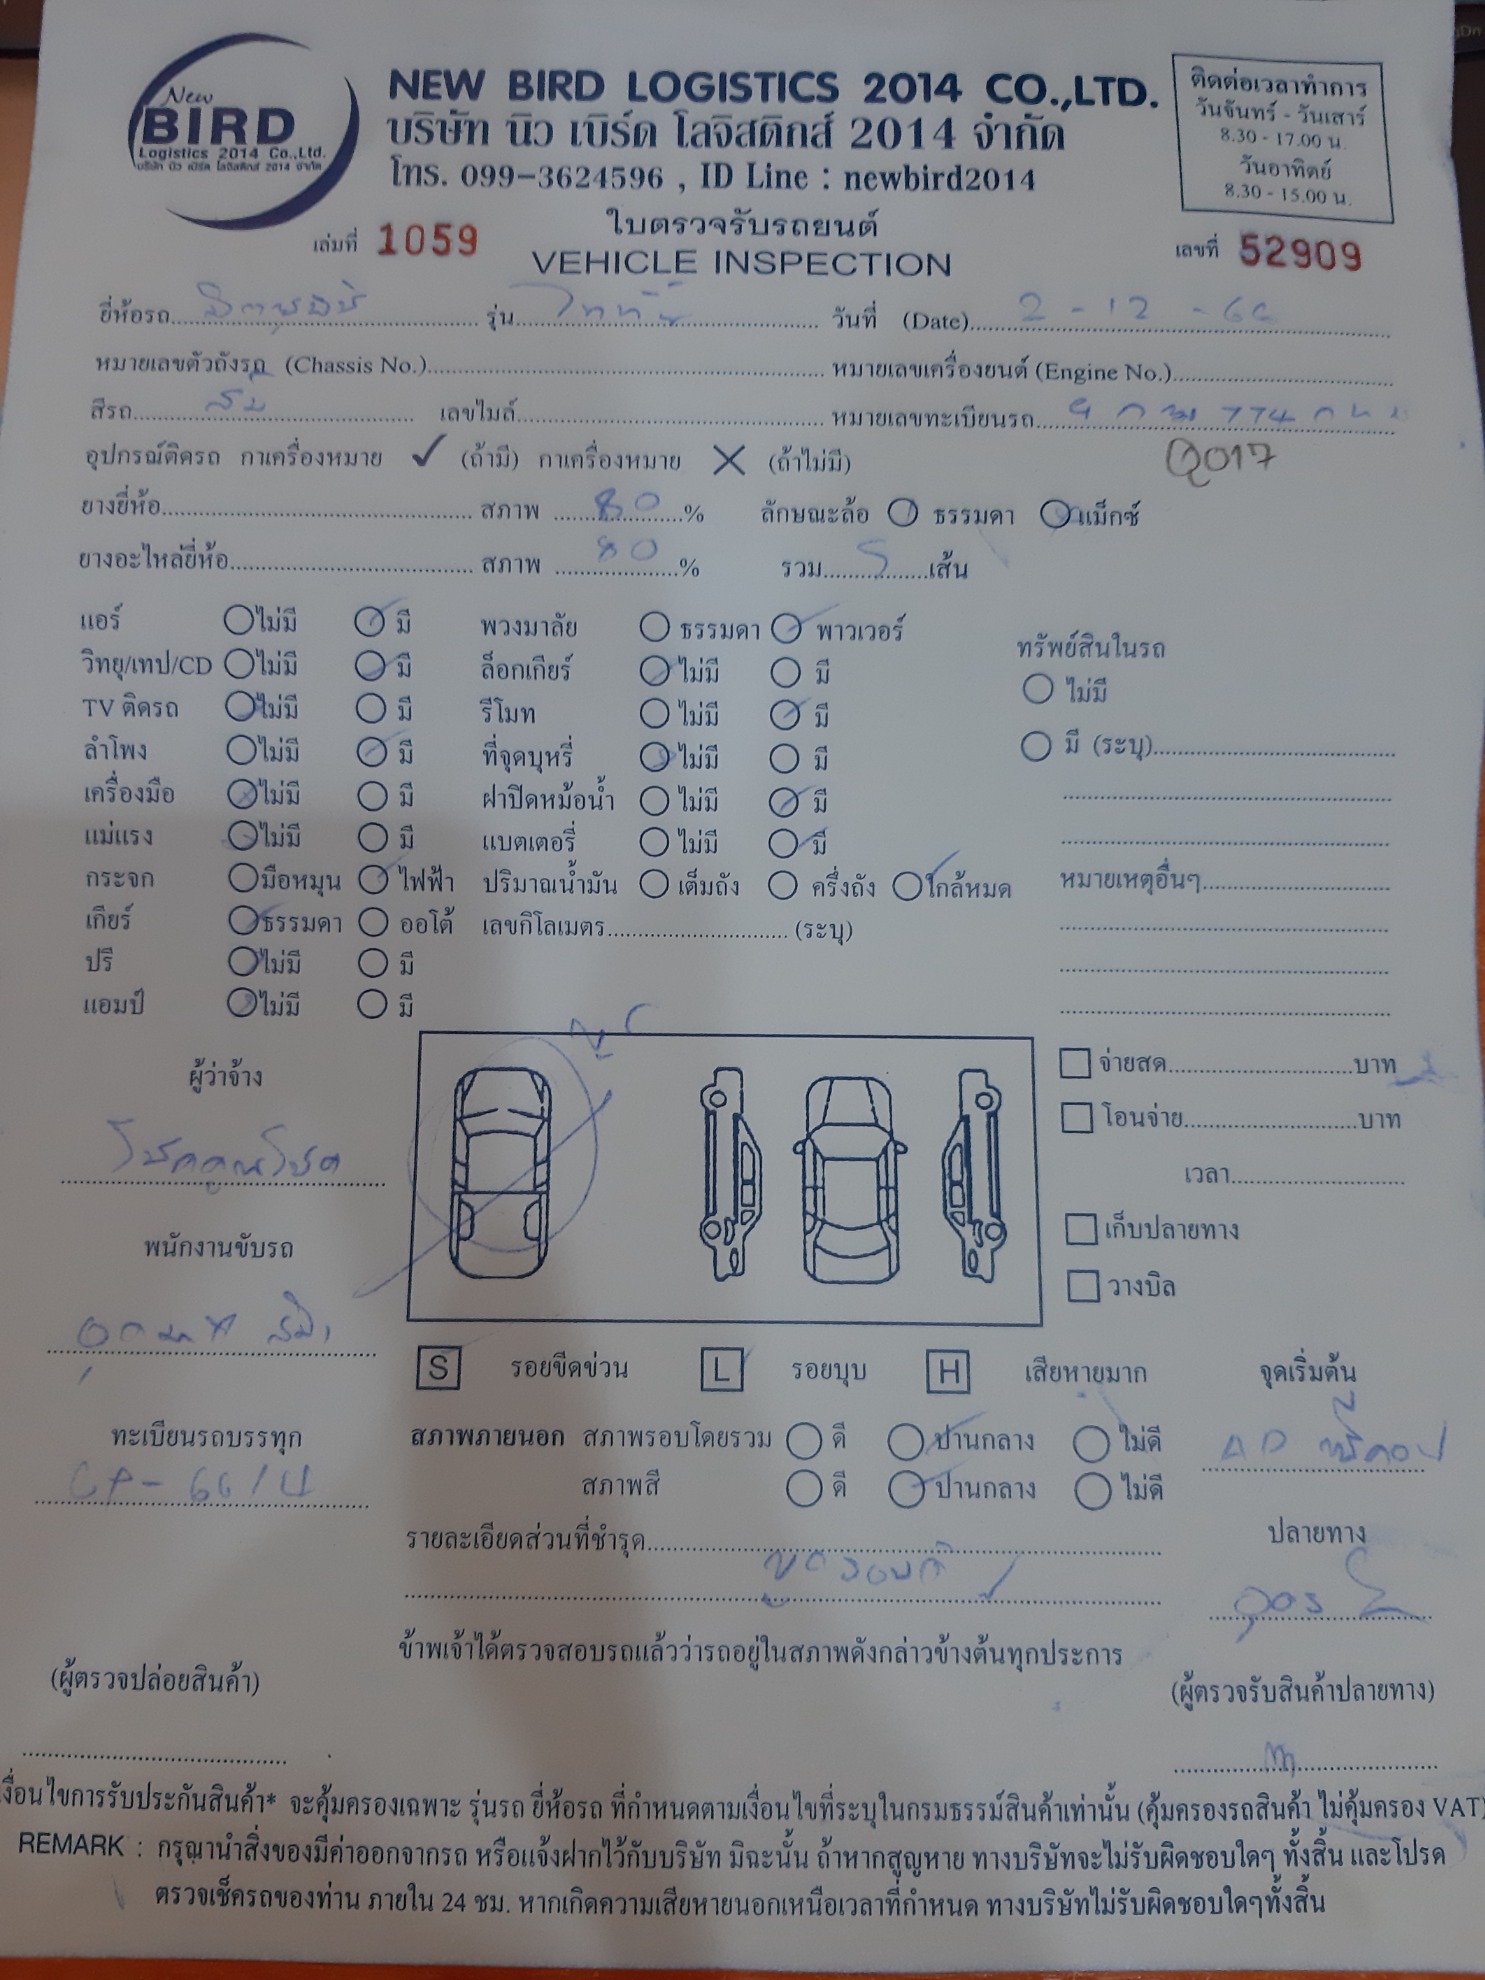 New
BIRD
Logistics 2014 Co.,Ltd.
บริษัท นิว เบิร์ด โลจิสติกส์ 2014 จำกัด
NEW BIRD LOGISTICS 2014 CO.,LTD.
บริษัท นิว เบิร์ด โลจิสติกส์ 2014 จำกัด
โทร. 099-3624596 , ID Line : newbird2014
ติดต่อเวลาทำการ
วันจันทร์ - วันเสาร์
8.30 - 17.00 น.
วันอาทิตย์
8.30 - 15.00 น.
เล่มที่ 1059 ใบตรวจรับรถยนต์ เลขที่ 52909
VEHICLE INSPECTION
ยี่ห้อรถ รุ่น วันที่ (Date) 2 - 12 -
หมายเลขตัวถังรถ (Chassis No.) หมายเลขเครื่องยนต์ (Engine No.)
สีรถ ส้ม เลขไมล์ หมายเลขทะเบียนรถ 774
อุปกรณ์ติดรถ กาเครื่องหมาย ✓ (ถ้ามี) กาเครื่องหมาย ✕ (ถ้าไม่มี) Q017
ยางยี่ห้อ สภาพ 80 % ลักษณะล้อ ธรรมดา แม็กซ์
ยางอะไหล่ยี่ห้อ สภาพ 80 % รวม 5 เส้น
แอร์ ไม่มี มี พวงมาลัย ธรรมดา พาวเวอร์ ทรัพย์สินในรถ
วิทยุ/เทป/CD ไม่มี มี ล็อกเกียร์ ไม่มี มี ไม่มี
TV ติดรถ ไม่มี มี รีโมท ไม่มี มี มี (ระบุ)
ลำโพง ไม่มี มี ที่จุดบุหรี่ ไม่มี มี
เครื่องมือ ไม่มี มี ฝาปิดหม้อน้ำ ไม่มี มี
แม่แรง ไม่มี มี แบตเตอรี่ ไม่มี มี
กระจก มือหมุน ไฟฟ้า ปริมาณน้ำมัน เต็มถัง ครึ่งถัง ใกล้หมด หมายเหตุอื่นๆ
เกียร์ ธรรมดา ออโต้ เลขกิโลเมตร (ระบุ)
ปรี ไม่มี มี
แอมป์ ไม่มี มี
ผู้ว่าจ้าง
โชคคูณโชค
พนักงานขับรถ
ทะเบียนรถบรรทุก
จ่ายสด บาท
โอนจ่าย บาท
เวลา
เก็บปลายทาง
วางบิล
S รอยขีดข่วน L รอยบุบ H เสียหายมาก จุดเริ่มต้น
สภาพภายนอก สภาพรอบโดยรวม ดี ปานกลาง ไม่ดี
สภาพสี ดี ปานกลาง ไม่ดี
รายละเอียดส่วนที่ชำรุด ปลายทาง
อุดร
ข้าพเจ้าได้ตรวจสอบรถแล้วว่ารถอยู่ในสภาพดังกล่าวข้างต้นทุกประการ
(ผู้ตรวจปล่อยสินค้า) (ผู้ตรวจรับสินค้าปลายทาง)
เงื่อนไขการรับประกันสินค้า* จะคุ้มครองเฉพาะ รุ่นรถ ยี่ห้อรถ ที่กำหนดตามเงื่อนไขที่ระบุในกรมธรรม์สินค้าเท่านั้น (คุ้มครองรถสินค้า ไม่คุ้มครอง VAT)
REMARK : กรุณานำสิ่งของมีค่าออกจากรถ หรือแจ้งฝากไว้กับบริษัท มิฉะนั้น ถ้าหากสูญหาย ทางบริษัทจะไม่รับผิดชอบใดๆ ทั้งสิ้น และโปรด
ตรวจเช็ครถของท่าน ภายใน 24 ชม. หากเกิดความเสียหายนอกเหนือเวลาที่กำหนด ทางบริษัทไม่รับผิดชอบใดๆทั้งสิ้น